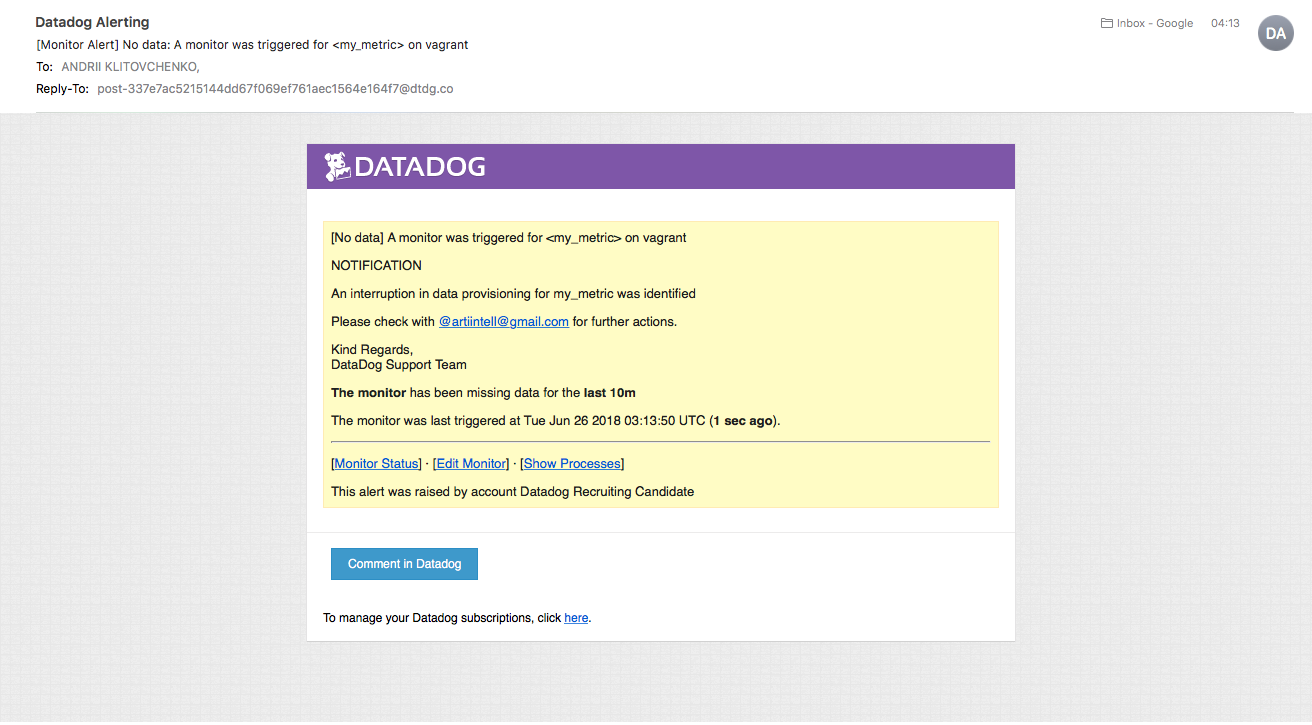 Datadog Alerting
Inbox - Google 04:13
DA
[Monitor Alert] No data: A monitor was triggered for <my_metric> on vagrant
To: ANDRII KLITOVCHENKO,
Reply-To: post-337e7ac5215144dd67f069ef761aec1564e164f7@dtdg.co
DATADOG
[No data] A monitor was triggered for <my_metric> on vagrant
NOTIFICATION
An interruption in data provisioning for my_metric was identified
Please check with @artiintell@gmail.com for further actions.
Kind Regards,
DataDog Support Team
The monitor has been missing data for the last 10m
The monitor was last triggered at Tue Jun 26 2018 03:13:50 UTC (1 sec ago).
[Monitor Status] · [Edit Monitor] · [Show Processes]
This alert was raised by account Datadog Recruiting Candidate
Comment in Datadog
To manage your Datadog subscriptions, click here.